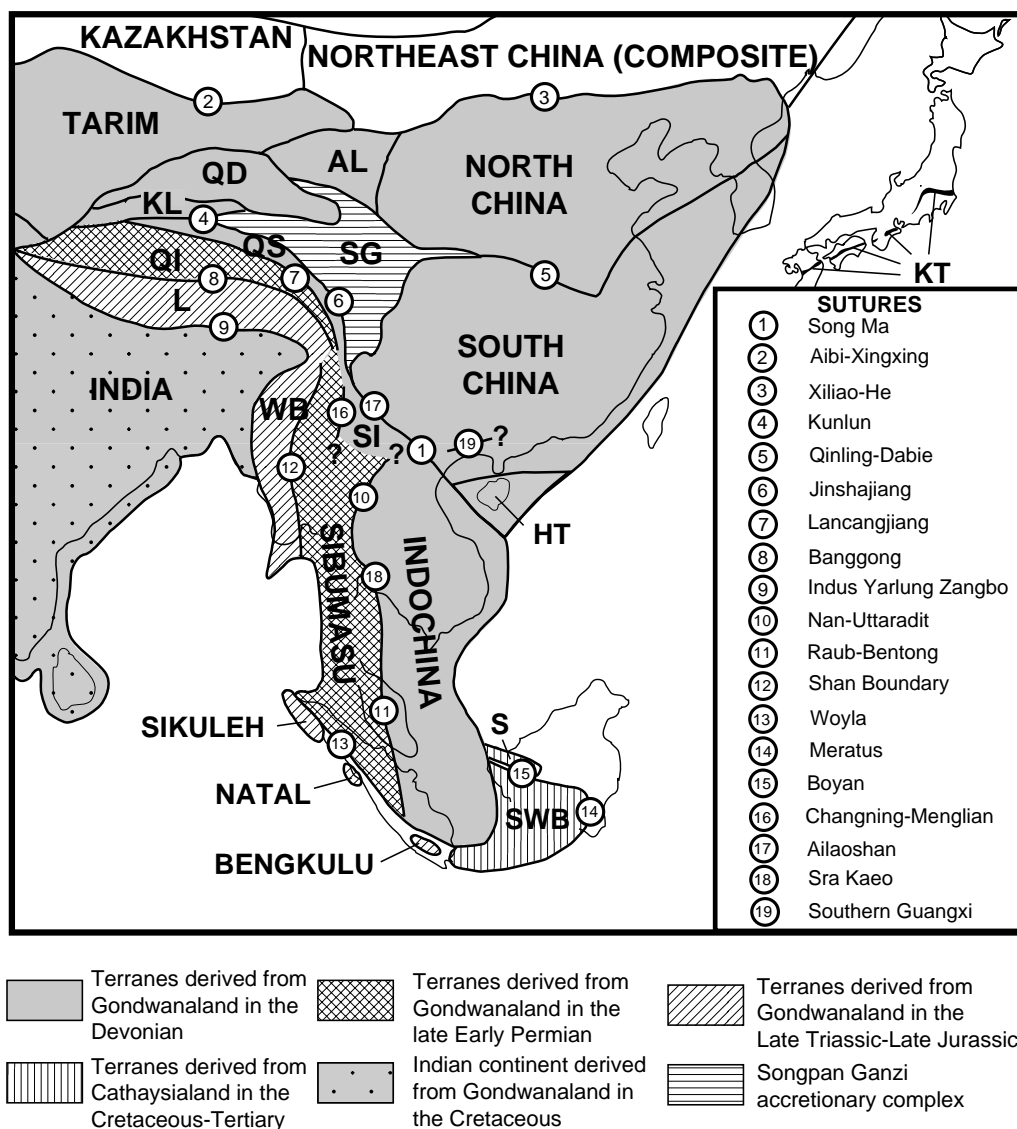 KAZAKHSTAN
NORTHEAST CHINA (COMPOSITE)
2
3
TARIM
AL
NORTH
CHINA
QD
KL
4
QS
SG
QI
8
7
5
KT
L
6
9
SOUTH
CHINA
INDIA
WB
16
17
SI
19
?
?
?
1
12
10
HT
SIBUMASU
INDOCHINA
18
11
SIKULEH
13
S
15
NATAL
SWB
14
BENGKULU
SUTURES
1 Song Ma
2 Aibi-Xingxing
3 Xiliao-He
4 Kunlun
5 Qinling-Dabie
6 Jinshajiang
7 Lancangjiang
8 Banggong
9 Indus Yarlung Zangbo
10 Nan-Uttaradit
11 Raub-Bentong
12 Shan Boundary
13 Woyla
14 Meratus
15 Boyan
16 Changning-Menglian
17 Ailaoshan
18 Sra Kaeo
19 Southern Guangxi
Terranes derived from
Gondwanaland in the
Devonian
Terranes derived from
Gondwanaland in the
late Early Permian
Terranes derived from
Gondwanaland in the
Late Triassic-Late Jurassic
Terranes derived from
Cathaysialand in the
Cretaceous-Tertiary
Indian continent derived
from Gondwanaland in
the Cretaceous
Songpan Ganzi
accretionary complex